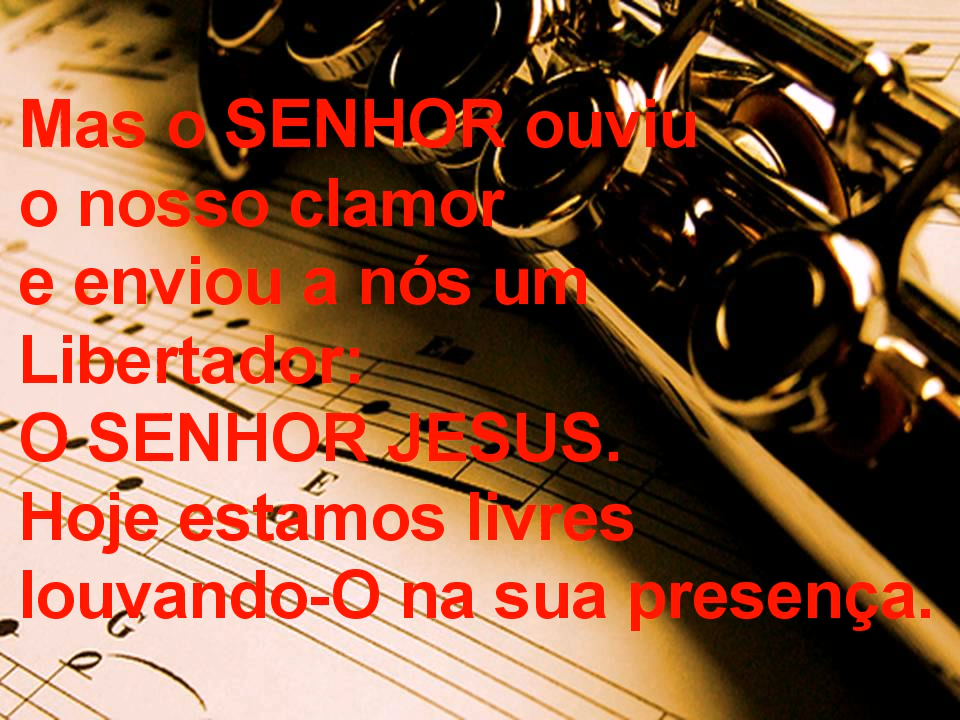 Mas o SENHOR ouviu
o nosso clamor
e enviou a nós um
Libertador:
O SENHOR JESUS.
Hoje estamos livres
louvando-O na sua presença.
E
E
G